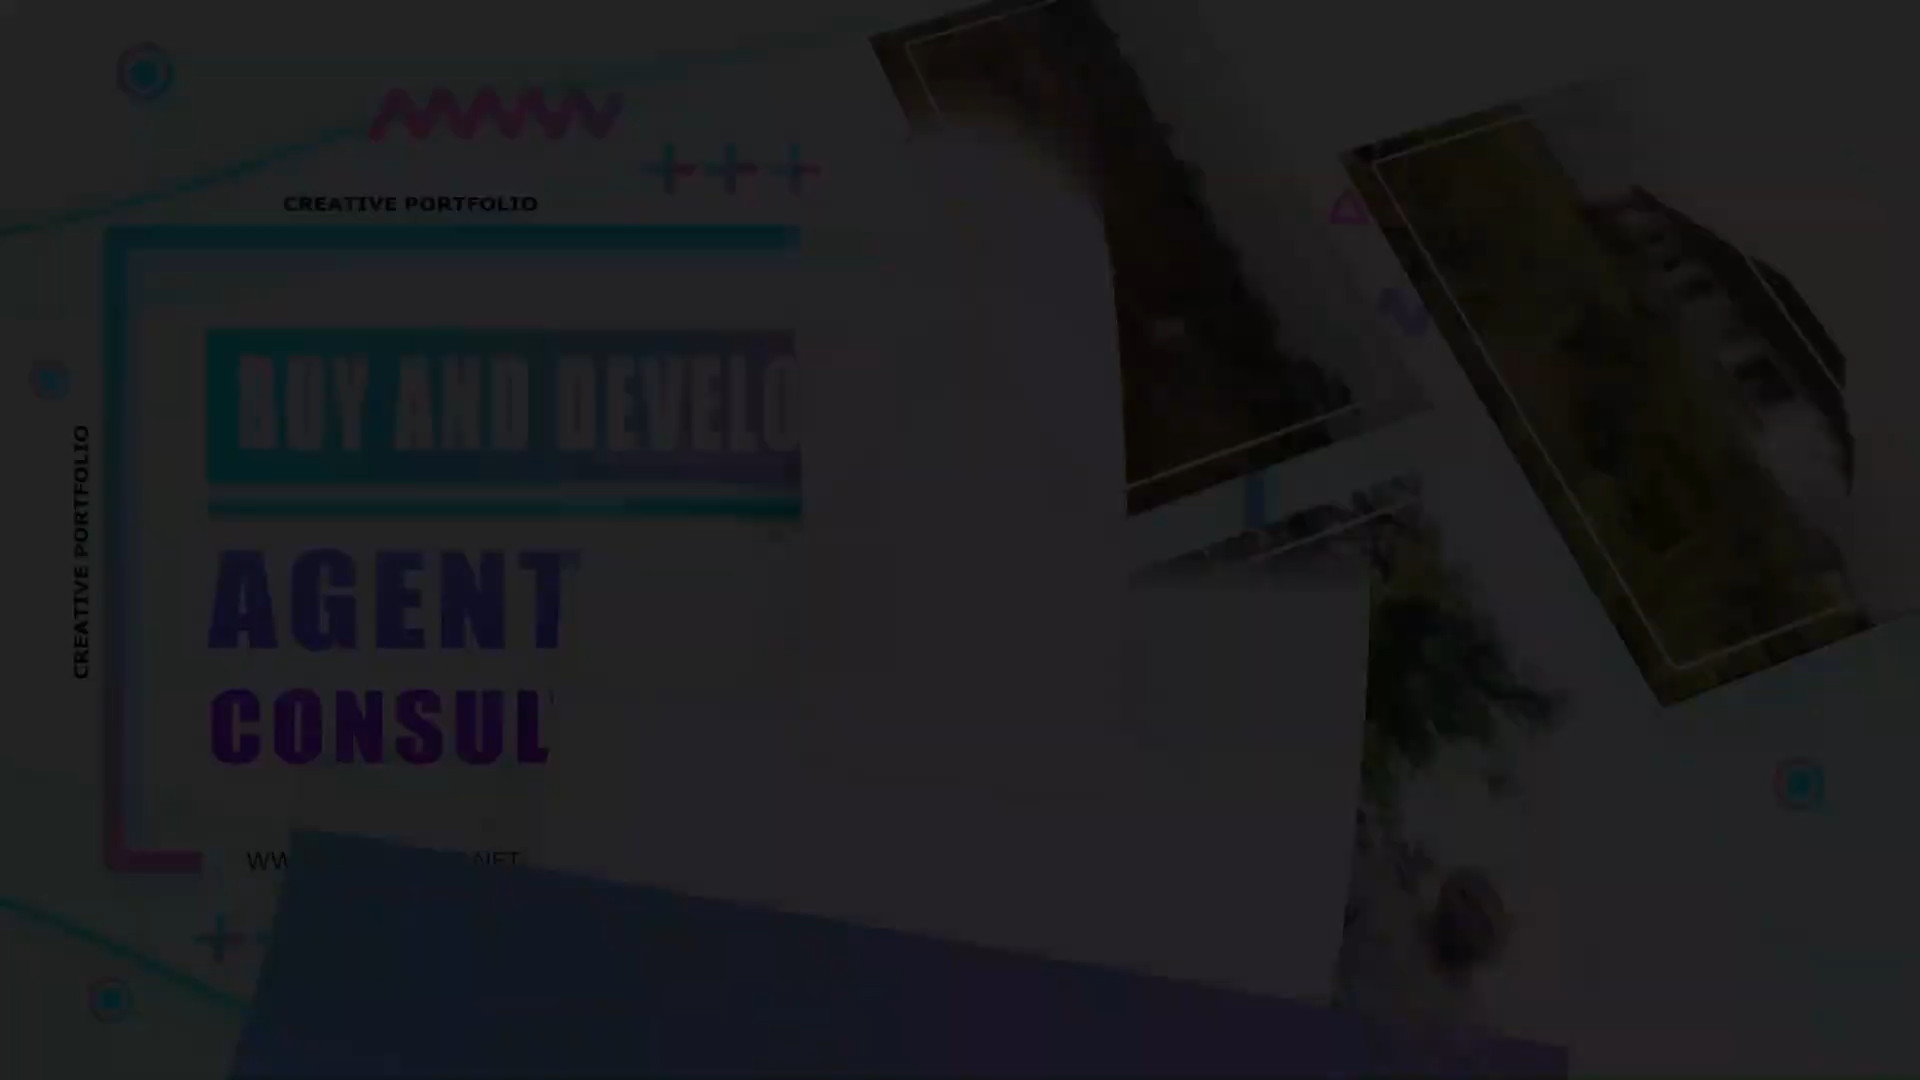 CREATIVE PORTFOLIO
BUY AND DEVELO
AGENT
CONSUL
CREATIVE PORTFOLIO